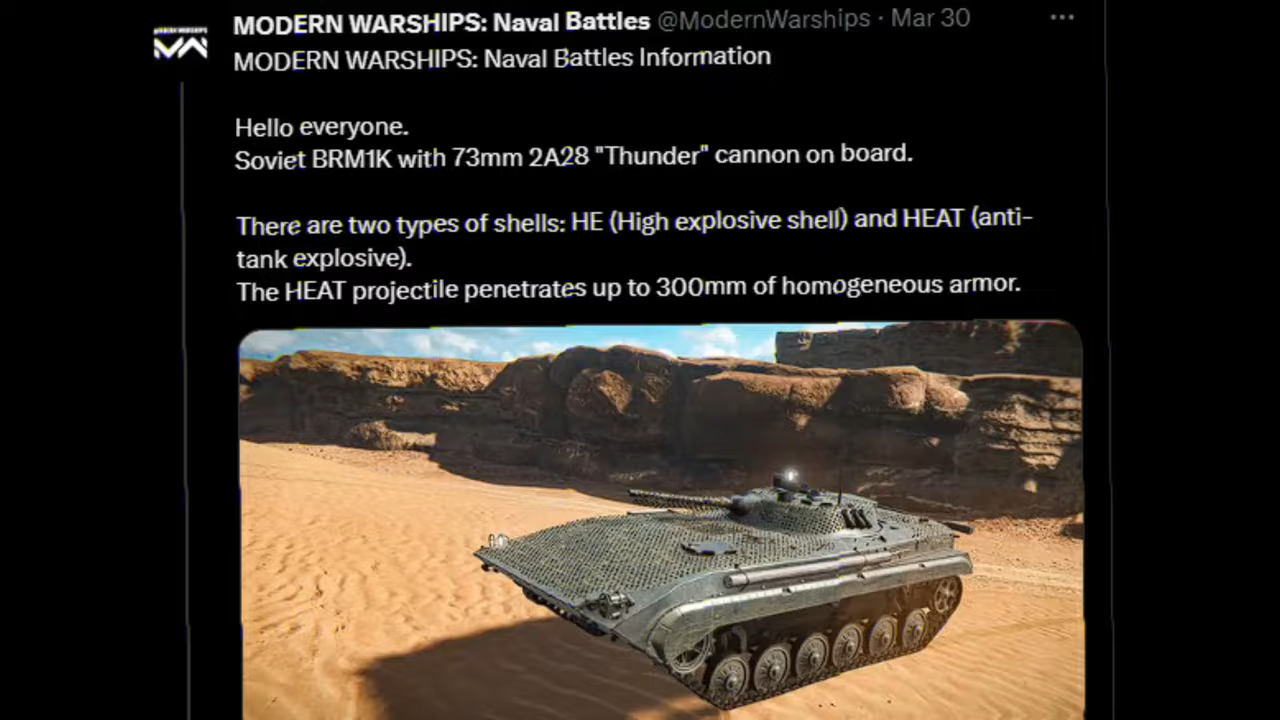 MODERN WARSHIPS: Naval Battles @ModernWarships · Mar 30 ···
MODERN WARSHIPS: Naval Battles Information
Hello everyone.
Soviet BRM1K with 73mm 2A28 "Thunder" cannon on board.
There are two types of shells: HE (High explosive shell) and HEAT (anti-
tank explosive).
The HEAT projectile penetrates up to 300mm of homogeneous armor.